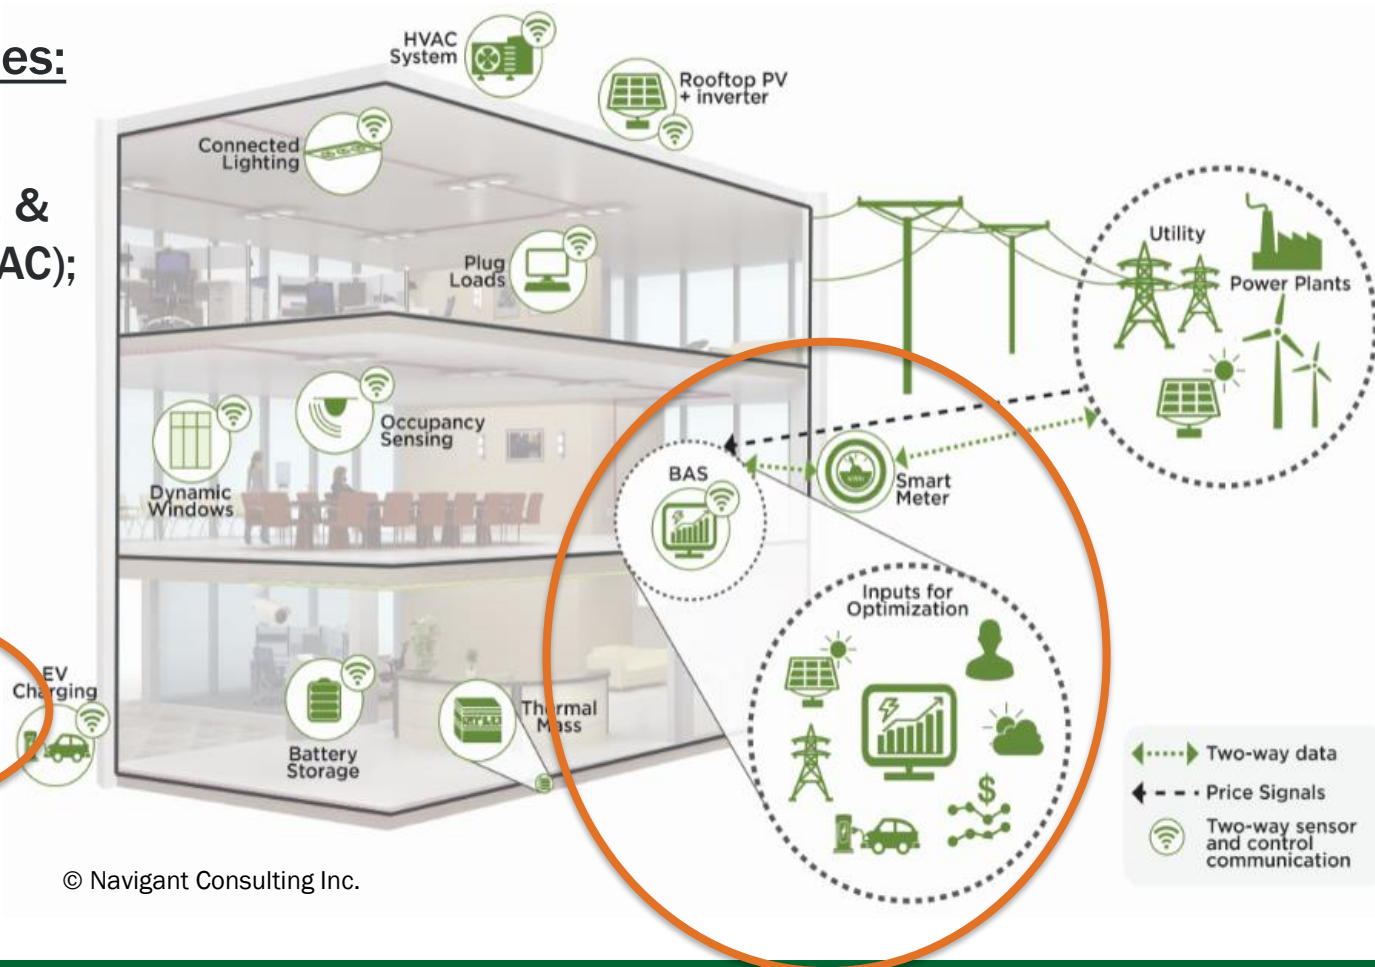 es:
&
AC);
HVAC
System
Rooftop PV
+ inverter
Connected
Lighting
Plug
Loads
Utility
Power Plants
Occupancy
Sensing
Dynamic
Windows
BAS
Smart
Meter
Inputs for
Optimization
$
EV
Charging
Battery
Storage
Thermal
Mass
Two-way data
Price Signals
Two-way sensor
and control
communication
© Navigant Consulting Inc.